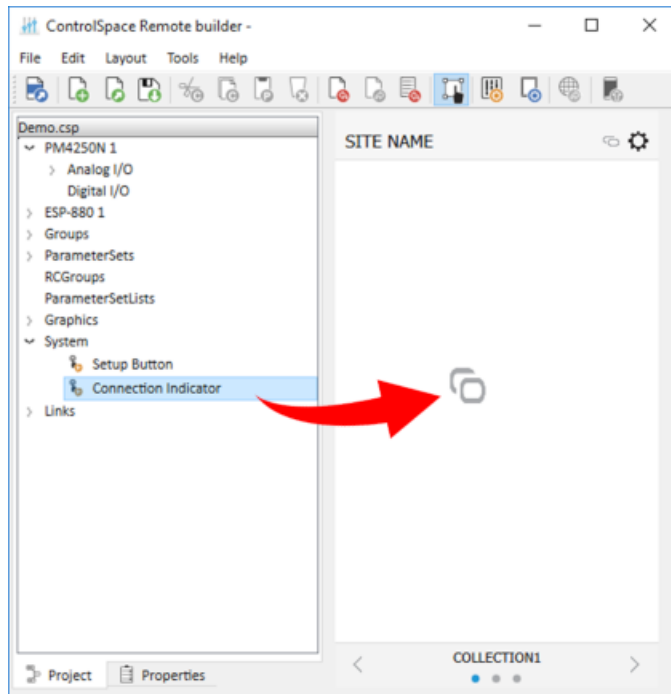 ControlSpace Remote builder -
File Edit Layout Tools Help
Demo.csp
PM4250N 1
Analog I/O
Digital I/O
ESP-880 1
Groups
ParameterSets
RCGroups
ParameterSetLists
Graphics
System
Setup Button
Connection Indicator
Links
Project Properties
SITE NAME
COLLECTION1